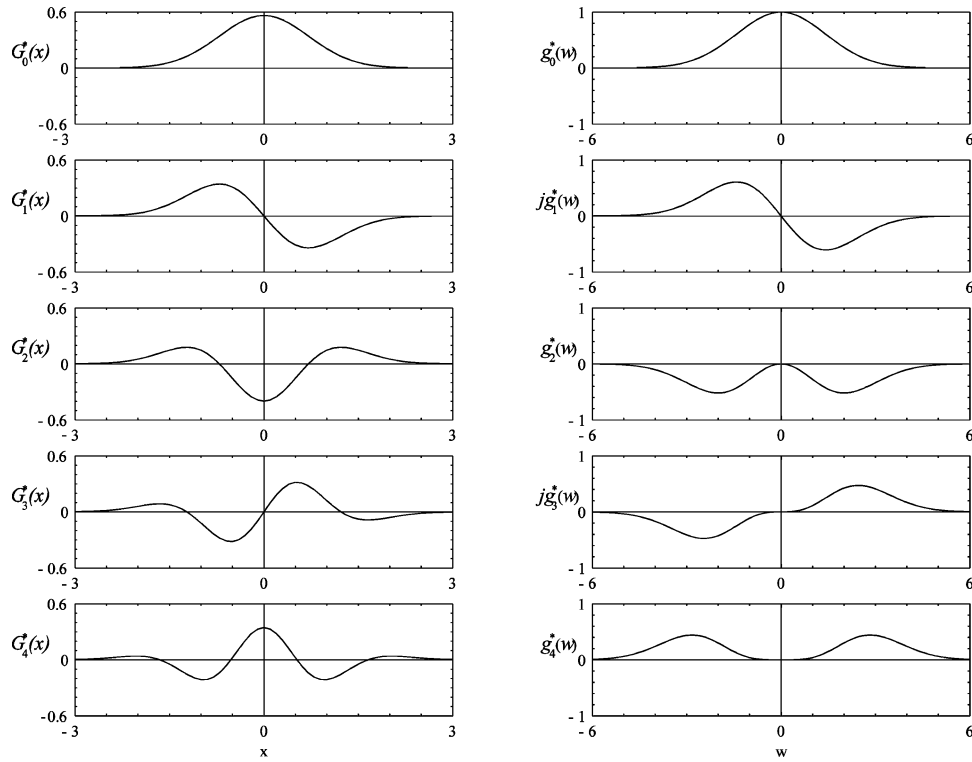 0.6 1
G*0(x) g*0(w)
0 0
- 0.6 - 1
- 3 0 3 - 6 0 6
0.6 1
G*1(x) jg*1(w)
0 0
- 0.6 - 1
- 3 0 3 - 6 0 6
0.6 1
G*2(x) g*2(w)
0 0
- 0.6 - 1
- 3 0 3 - 6 0 6
0.6 1
G*3(x) jg*3(w)
0 0
- 0.6 - 1
- 3 0 3 - 6 0 6
0.6 1
G*4(x) g*4(w)
0 0
- 0.6 - 1
- 3 0 3 - 6 0 6
x w